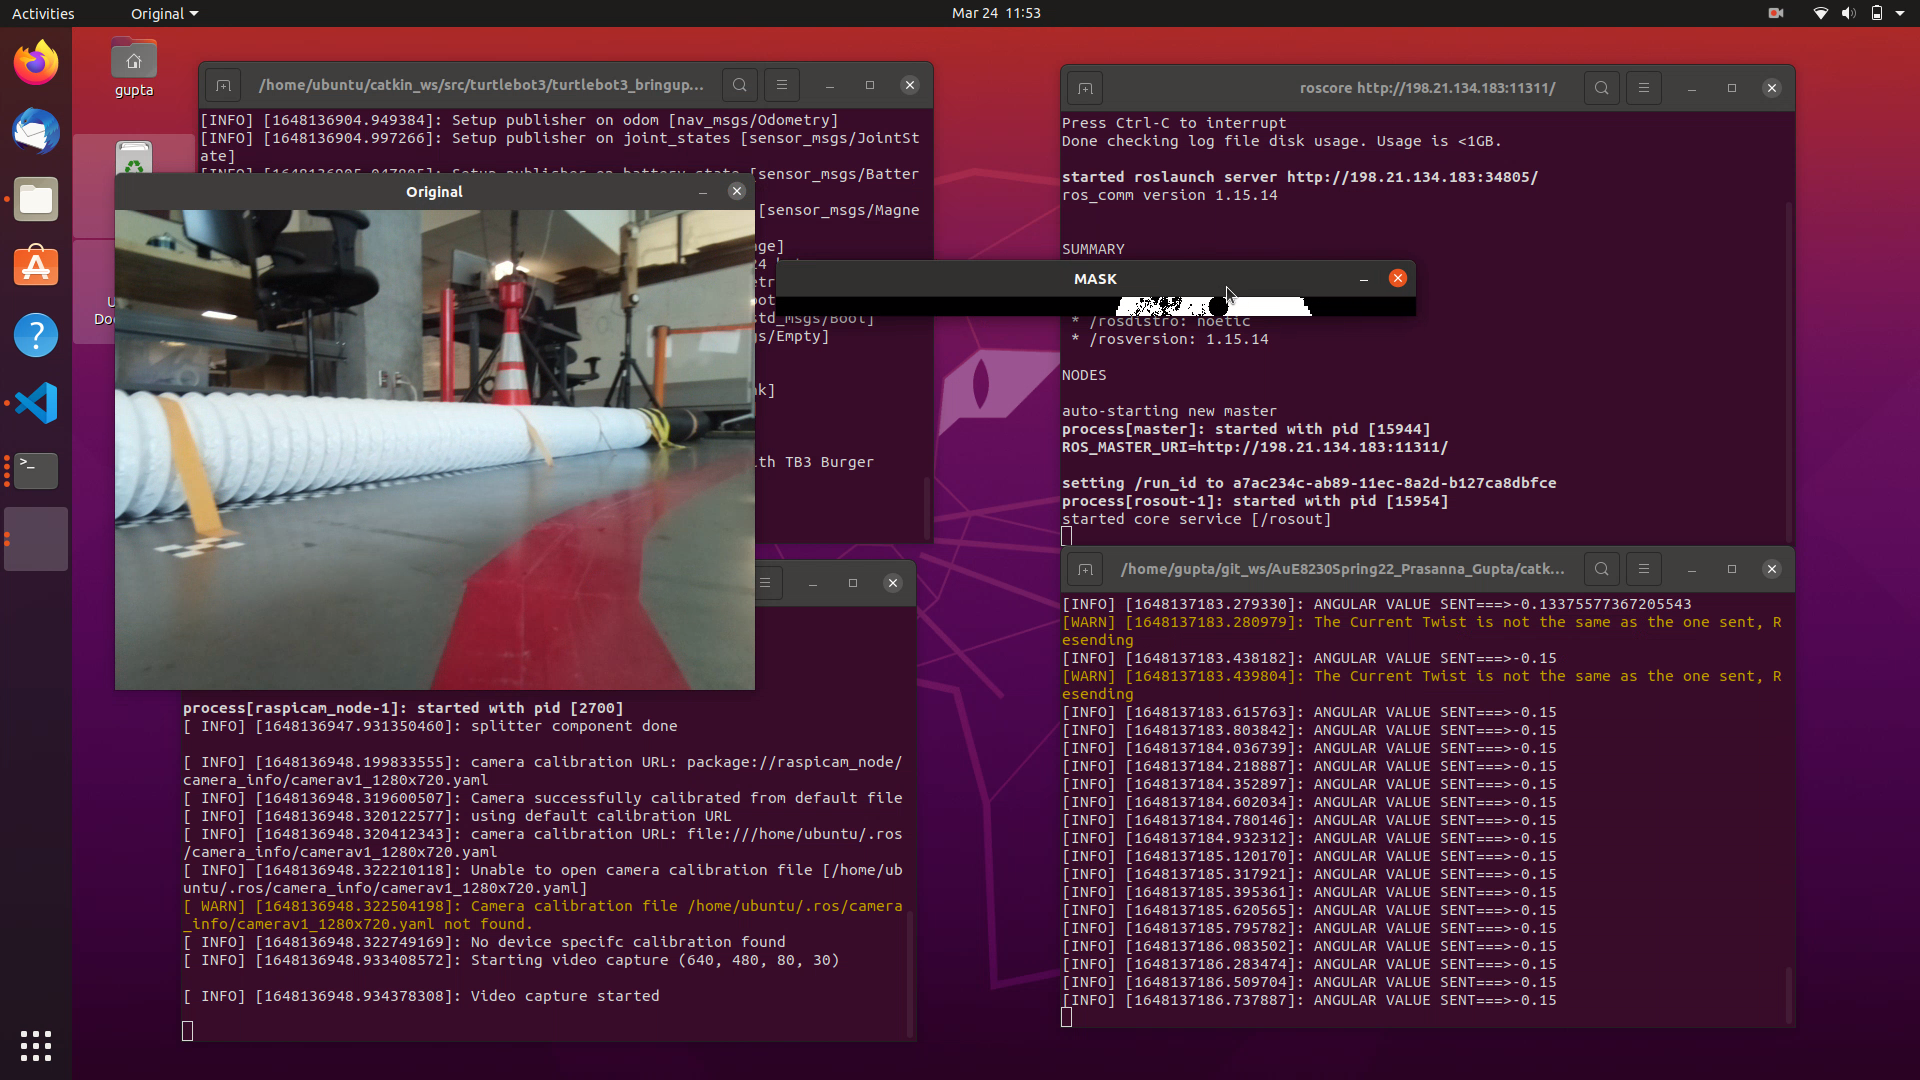 Activities
Original
Mar 24 11:53
gupta
/home/ubuntu/catkin_ws/src/turtlebot3/turtlebot3_bringup...
[INFO] [1648136904.949384]: Setup publisher on odom [nav_msgs/Odometry]
[INFO] [1648136904.997266]: Setup publisher on joint_states [sensor_msgs/JointSt
ate]
[sensor_msgs/Batter
[sensor_msgs/Magne
ge]
std_msgs/Bool]
s/Empty]
k]
ith TB3 Burger
Original
MASK
roscore http://198.21.134.183:11311/
Press Ctrl-C to interrupt
Done checking log file disk usage. Usage is <1GB.
started roslaunch server http://198.21.134.183:34805/
ros_comm version 1.15.14
SUMMARY
* /rosdistro: noetic
* /rosversion: 1.15.14
NODES
auto-starting new master
process[master]: started with pid [15944]
ROS_MASTER_URI=http://198.21.134.183:11311/
setting /run_id to a7ac234c-ab89-11ec-8a2d-b127ca8dbfce
process[rosout-1]: started with pid [15954]
started core service [/rosout]
process[raspicam_node-1]: started with pid [2700]
[ INFO] [1648136947.931350460]: splitter component done
[ INFO] [1648136948.199833555]: camera calibration URL: package://raspicam_node/
camera_info/camerav1_1280x720.yaml
[ INFO] [1648136948.319600507]: Camera successfully calibrated from default file
[ INFO] [1648136948.320122577]: using default calibration URL
[ INFO] [1648136948.320412343]: camera calibration URL: file:///home/ubuntu/.ros
/camera_info/camerav1_1280x720.yaml
[ INFO] [1648136948.322210118]: Unable to open camera calibration file [/home/ub
untu/.ros/camera_info/camerav1_1280x720.yaml]
[ WARN] [1648136948.322504198]: Camera calibration file /home/ubuntu/.ros/camera
_info/camerav1_1280x720.yaml not found.
[ INFO] [1648136948.322749169]: No device specifc calibration found
[ INFO] [1648136948.933408572]: Starting video capture (640, 480, 80, 30)
[ INFO] [1648136948.934378308]: Video capture started
/home/gupta/git_ws/AuE8230Spring22_Prasanna_Gupta/catk...
[INFO] [1648137183.279330]: ANGULAR VALUE SENT===>-0.13375577367205543
[WARN] [1648137183.280979]: The Current Twist is not the same as the one sent, R
esending
[INFO] [1648137183.438182]: ANGULAR VALUE SENT===>-0.15
[WARN] [1648137183.439804]: The Current Twist is not the same as the one sent, R
esending
[INFO] [1648137183.615763]: ANGULAR VALUE SENT===>-0.15
[INFO] [1648137183.803842]: ANGULAR VALUE SENT===>-0.15
[INFO] [1648137184.036739]: ANGULAR VALUE SENT===>-0.15
[INFO] [1648137184.218887]: ANGULAR VALUE SENT===>-0.15
[INFO] [1648137184.352897]: ANGULAR VALUE SENT===>-0.15
[INFO] [1648137184.602034]: ANGULAR VALUE SENT===>-0.15
[INFO] [1648137184.780146]: ANGULAR VALUE SENT===>-0.15
[INFO] [1648137184.932312]: ANGULAR VALUE SENT===>-0.15
[INFO] [1648137185.120170]: ANGULAR VALUE SENT===>-0.15
[INFO] [1648137185.317921]: ANGULAR VALUE SENT===>-0.15
[INFO] [1648137185.395361]: ANGULAR VALUE SENT===>-0.15
[INFO] [1648137185.620565]: ANGULAR VALUE SENT===>-0.15
[INFO] [1648137185.795782]: ANGULAR VALUE SENT===>-0.15
[INFO] [1648137186.083502]: ANGULAR VALUE SENT===>-0.15
[INFO] [1648137186.283474]: ANGULAR VALUE SENT===>-0.15
[INFO] [1648137186.509704]: ANGULAR VALUE SENT===>-0.15
[INFO] [1648137186.737887]: ANGULAR VALUE SENT===>-0.15